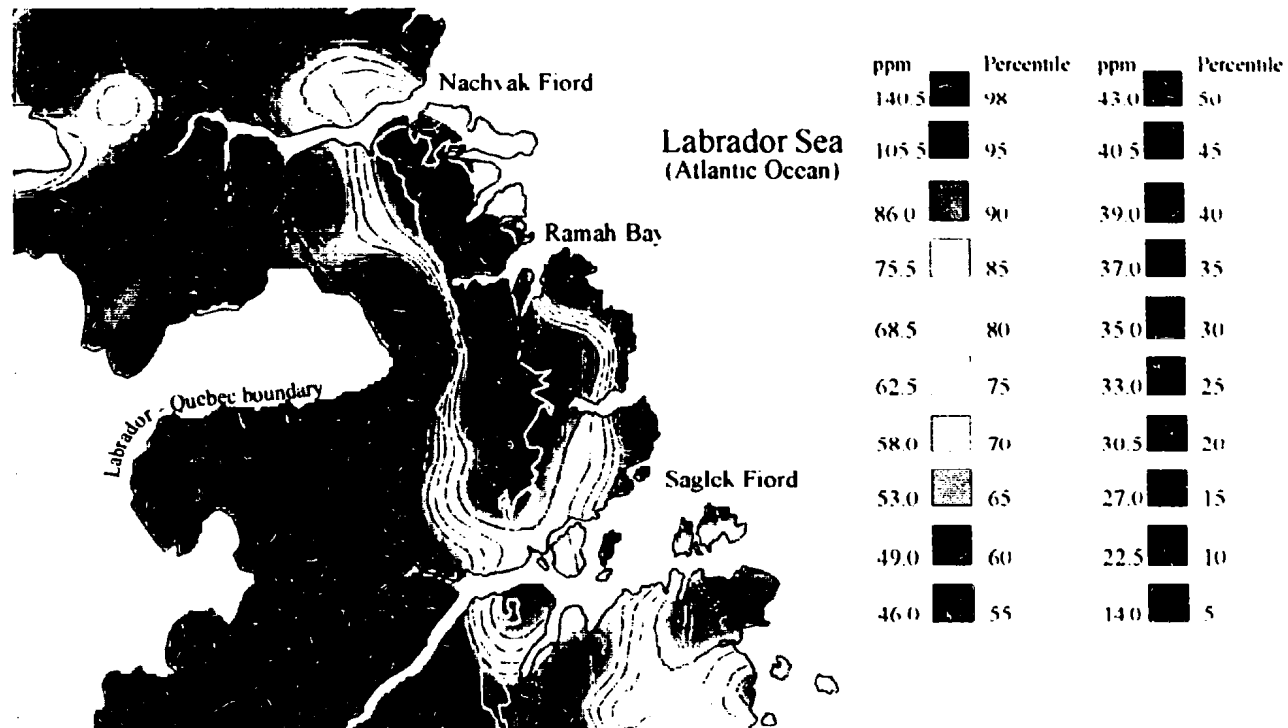 Nachvak Fiord
Labrador Sea
(Atlantic Ocean)
Ramah Bay
Labrador - Quebec boundary
Saglek Fiord
ppm Percentile ppm Percentile
140.5 98 43.0 50
105.5 95 40.5 45
86.0 90 39.0 40
75.5 85 37.0 35
68.5 80 35.0 30
62.5 75 33.0 25
58.0 70 30.5 20
53.0 65 27.0 15
49.0 60 22.5 10
46.0 55 14.0 5